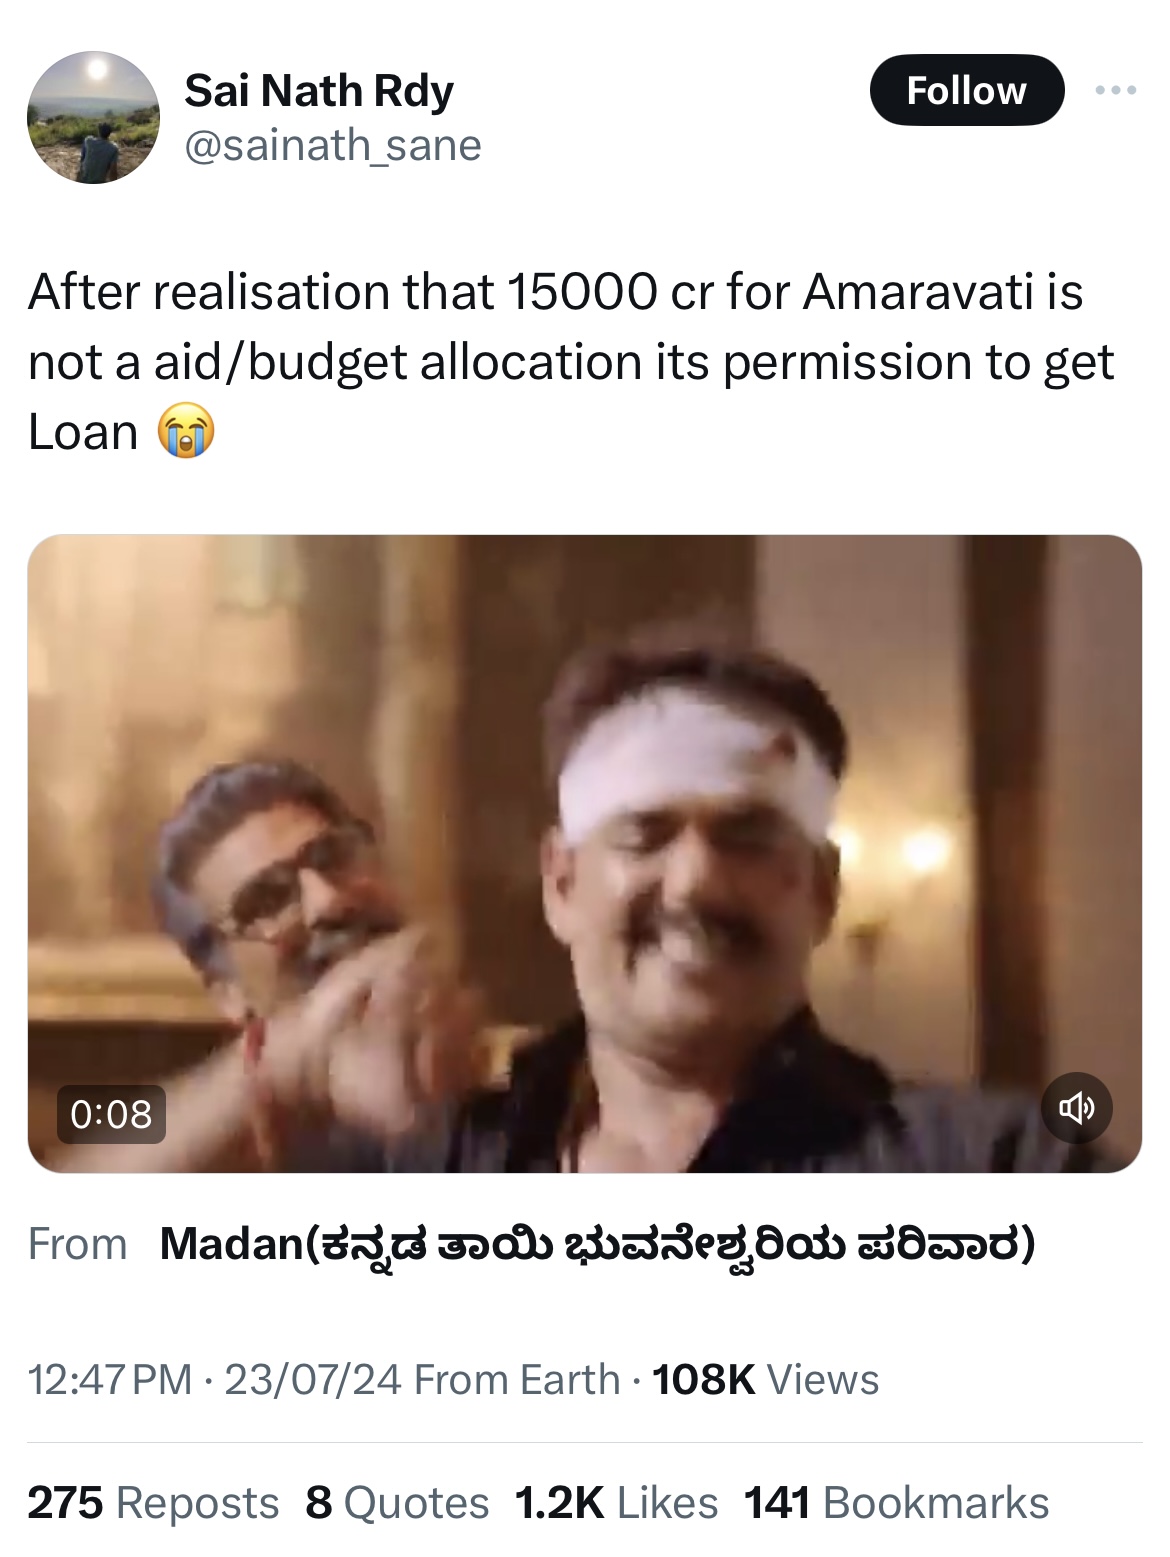 Sai Nath Rdy
Follow
@sainath_sane
After realisation that 15000 cr for Amaravati is
not a aid/budget allocation its permission to get
Loan 😭
0:08
From Madan(ಕನ್ನಡ ತಾಯಿ ಭುವನೇಶ್ವರಿಯ ಪರಿವಾರ)
12:47 PM · 23/07/24 From Earth · 108K Views
275 Reposts 8 Quotes 1.2K Likes 141 Bookmarks